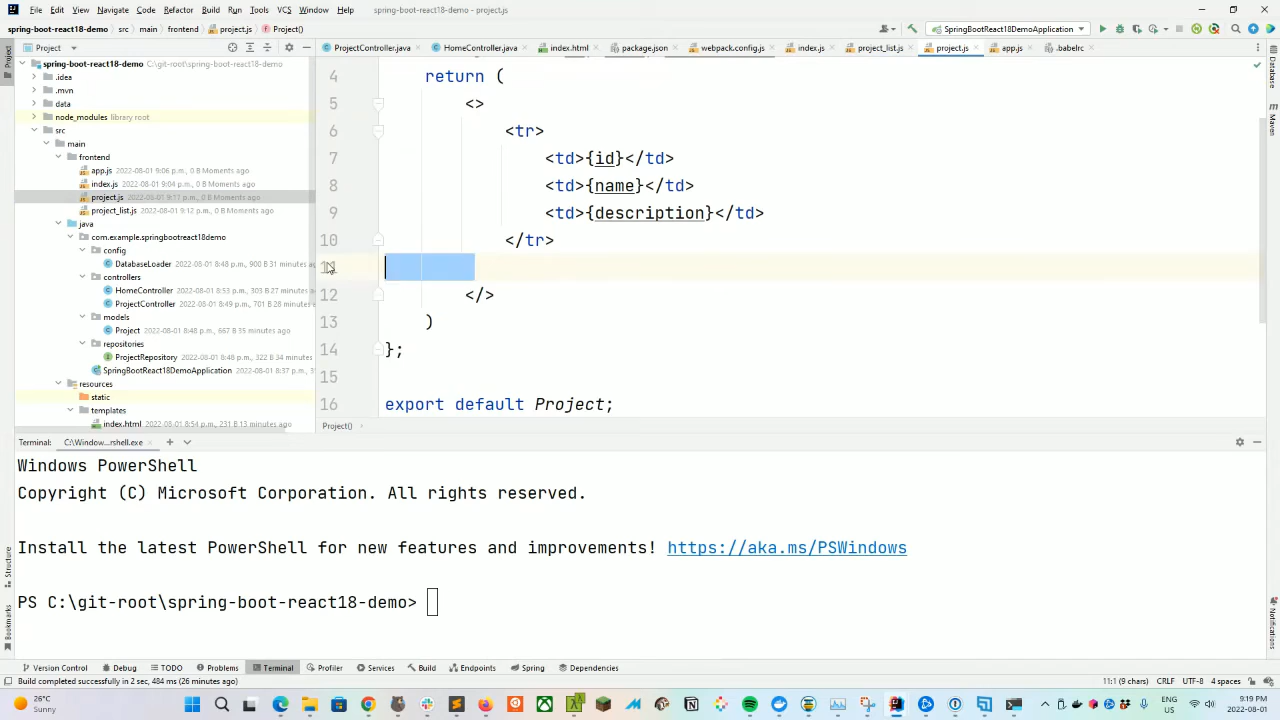 File Edit View Navigate Code Refactor Build Run Tools VCS Window Help spring-boot-react18-demo - project.js
spring-boot-react18-demo src main frontend project.js Project() SpringBootReact18DemoApplication
Project
ProjectController.java HomeController.java index.html package.json webpack.config.js index.js project_list.js project.js app.js .babelrc
spring-boot-react18-demo C:\git-root\spring-boot-react18-demo
.idea
.mvn
data
node_modules library root
src
main
frontend
app.js 2022-08-01 9:06 p.m., 0 B Moments ago
index.js 2022-08-01 9:04 p.m., 0 B Moments ago
project.js 2022-08-01 9:17 p.m., 0 B Moments ago
project_list.js 2022-08-01 9:12 p.m., 0 B Moments ago
java
com.example.springbootreact18demo
config
DatabaseLoader 2022-08-01 8:48 p.m., 900 B 31 minutes ago
controllers
HomeController 2022-08-01 8:53 p.m., 303 B 27 minutes ago
ProjectController 2022-08-01 8:49 p.m., 701 B 28 minutes
models
Project 2022-08-01 8:48 p.m., 667 B 35 minutes ago
repositories
ProjectRepository 2022-08-01 8:46 p.m., 322 B 34 minutes
SpringBootReact18DemoApplication 2022-08-01 8:37 p.m., 3
resources
static
templates
index.html 2022-08-01 8:54 p.m., 231 B 13 minutes ago
4 return (
5 <>
6 <tr>
7 <td>{id}</td>
8 <td>{name}</td>
9 <td>{description}</td>
10 </tr>
11
12 </>
13 )
14 };
15
16 export default Project;
Project()
Project
Structure
Bookmarks
Database
Maven
Notifications
Terminal: C:\Window...rshell.exe
Windows PowerShell
Copyright (C) Microsoft Corporation. All rights reserved.
Install the latest PowerShell for new features and improvements! https://aka.ms/PSWindows
PS C:\git-root\spring-boot-react18-demo>
Version Control Debug TODO Problems Terminal Profiler Services Build Endpoints Spring Dependencies
Build completed successfully in 2 sec, 484 ms (26 minutes ago) 11:1 (9 chars) CRLF UTF-8 4 spaces
26°C
Sunny
ENG
US
9:19 PM
2022-08-01